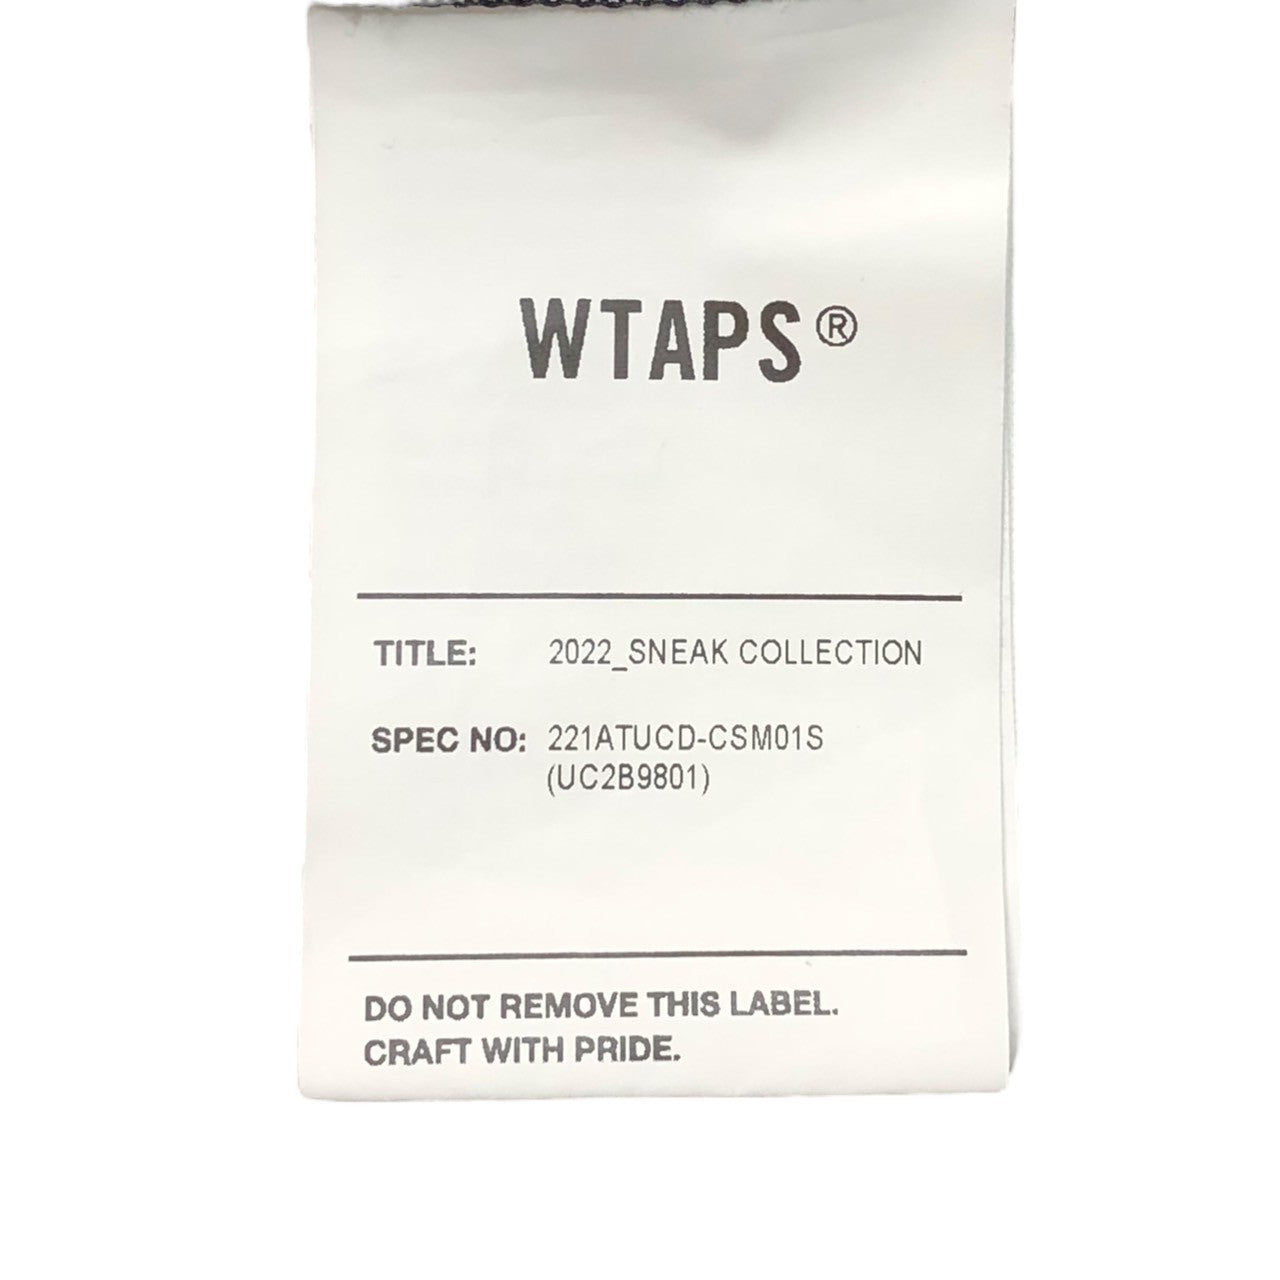 WTAPS®
TITLE: 2022_SNEAK COLLECTION
SPEC NO: 221ATUCD-CSM01S
(UC2B9801)
DO NOT REMOVE THIS LABEL.
CRAFT WITH PRIDE.